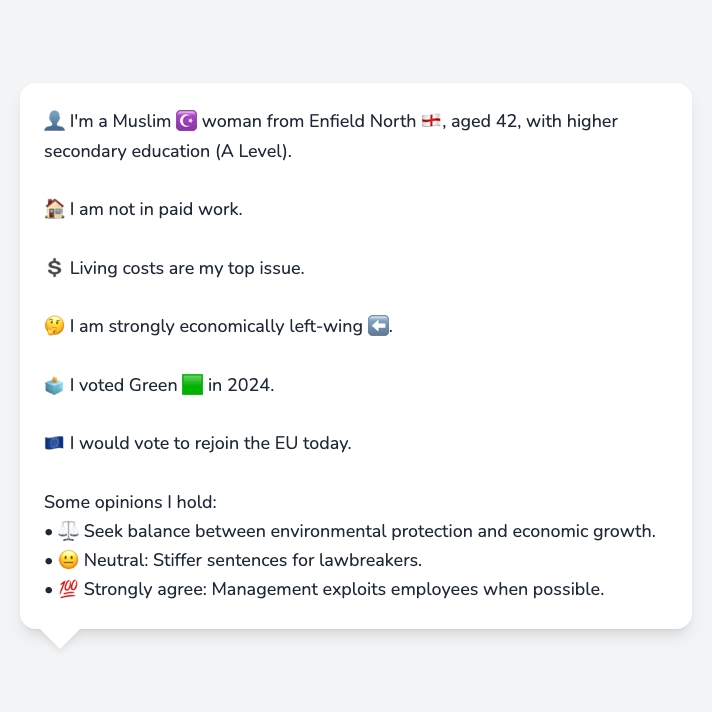 👤 I'm a Muslim ☪️ woman from Enfield North 🏴󠁧󠁢󠁥󠁮󠁧󠁿, aged 42, with higher
secondary education (A Level).
🏠 I am not in paid work.
💲 Living costs are my top issue.
🤔 I am strongly economically left-wing ⬅️.
🗳️ I voted Green 🟩 in 2024.
🇪🇺 I would vote to rejoin the EU today.
Some opinions I hold:
• ⚖️ Seek balance between environmental protection and economic growth.
• 😐 Neutral: Stiffer sentences for lawbreakers.
• 💯 Strongly agree: Management exploits employees when possible.